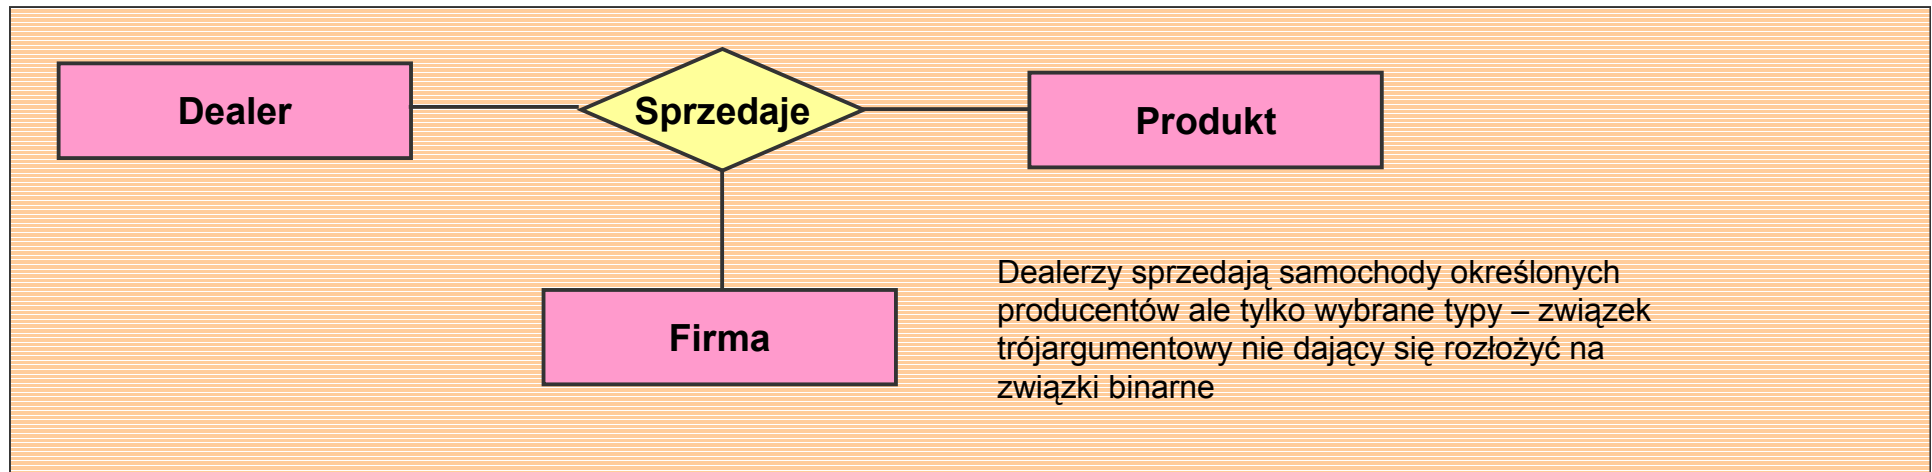 Dealer
Sprzedaje
Produkt
Firma
Dealerzy sprzedają samochody określonych
producentów ale tylko wybrane typy – związek
trójargumentowy nie dający się rozłożyć na
związki binarne